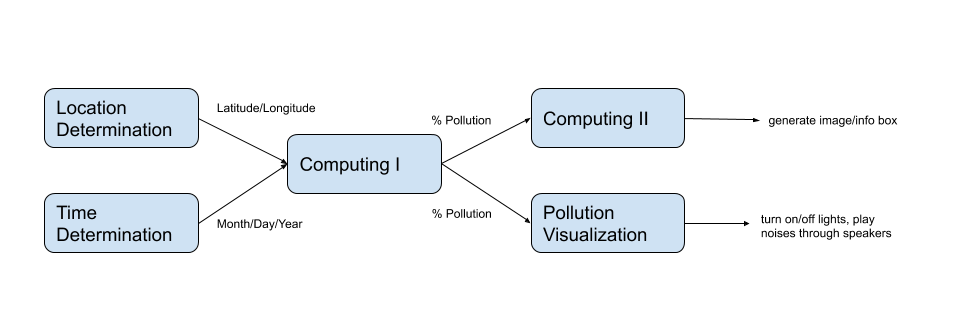 Location
Determination
Latitude/Longitude
Time
Determination
Month/Day/Year
Computing I
% Pollution
% Pollution
Computing II
generate image/info box
Pollution
Visualization
turn on/off lights, play
noises through speakers